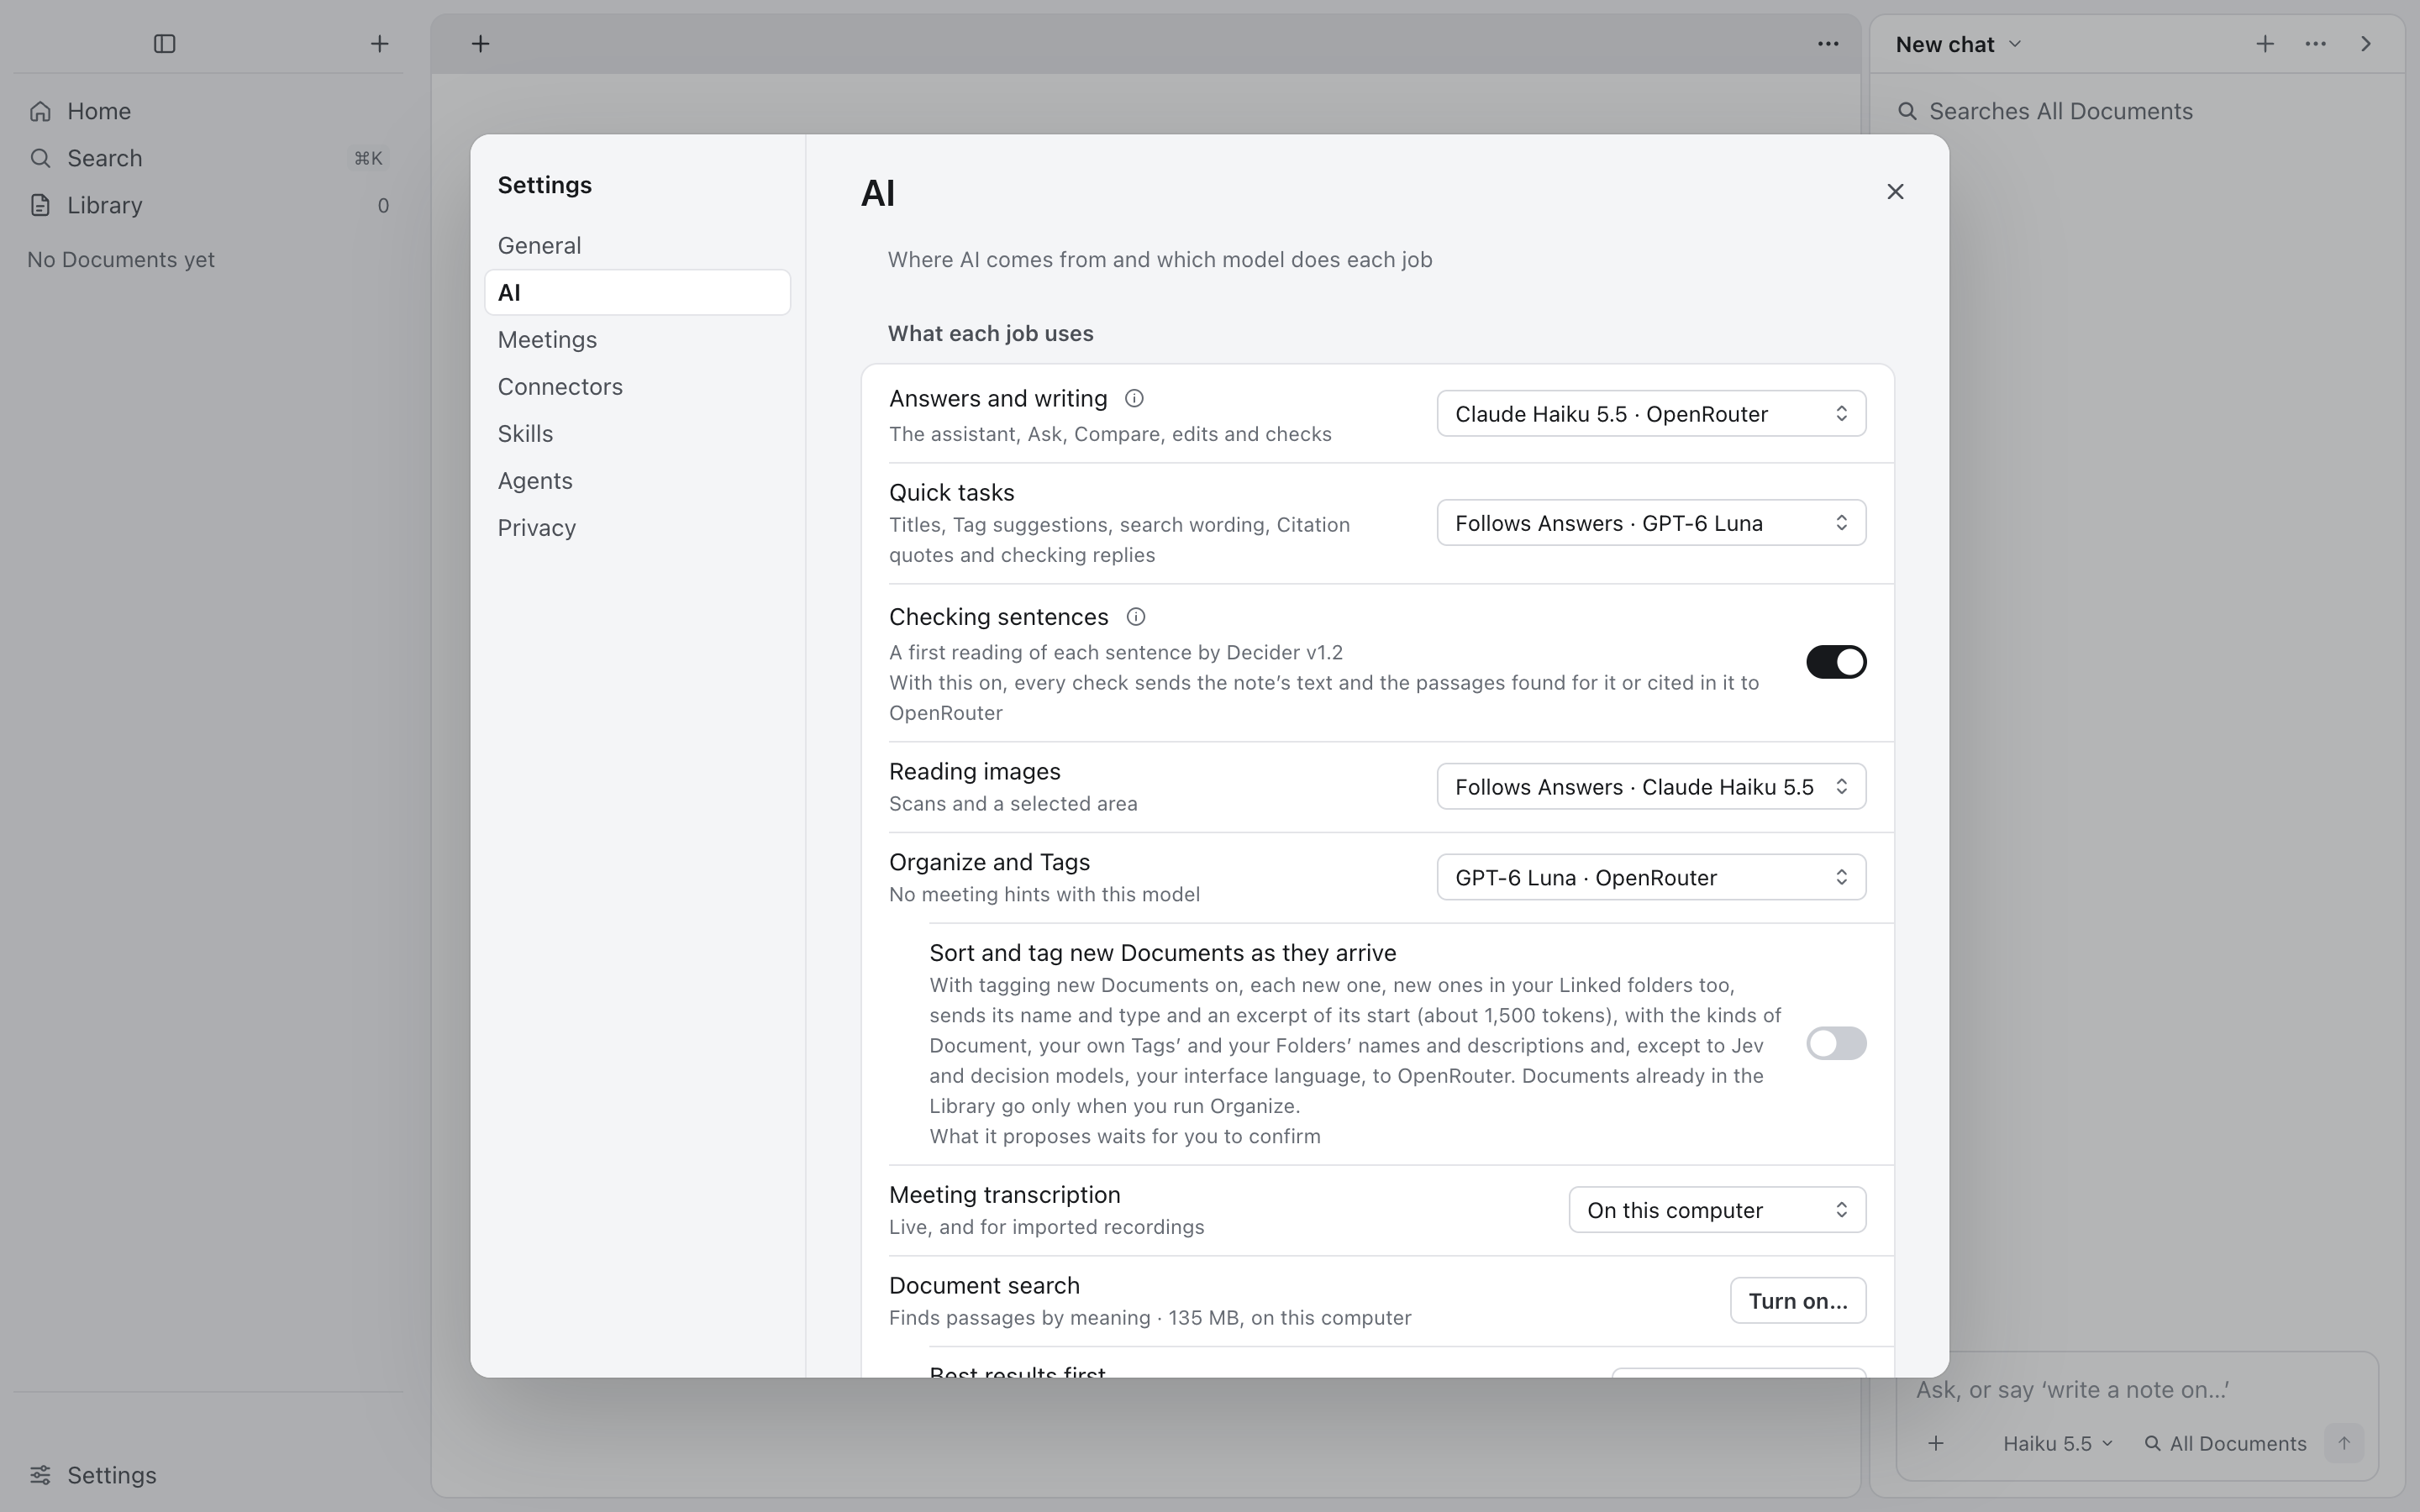 New chat
Home
Search ⌘K
Library 0
No Documents yet
Searches All Documents
Settings
General
AI
Meetings
Connectors
Skills
Agents
Privacy
AI
Where AI comes from and which model does each job
What each job uses
Answers and writing
The assistant, Ask, Compare, edits and checks
Claude Haiku 5.5 · OpenRouter
Quick tasks
Titles, Tag suggestions, search wording, Citation
quotes and checking replies
Follows Answers · GPT-6 Luna
Checking sentences
A first reading of each sentence by Decider v1.2
With this on, every check sends the note’s text and the passages found for it or cited in it to
OpenRouter
Reading images
Scans and a selected area
Follows Answers · Claude Haiku 5.5
Organize and Tags
No meeting hints with this model
GPT-6 Luna · OpenRouter
Sort and tag new Documents as they arrive
With tagging new Documents on, each new one, new ones in your Linked folders too,
sends its name and type and an excerpt of its start (about 1,500 tokens), with the kinds of
Document, your own Tags’ and your Folders’ names and descriptions and, except to Jev
and decision models, your interface language, to OpenRouter. Documents already in the
Library go only when you run Organize.
What it proposes waits for you to confirm
Meeting transcription
Live, and for imported recordings
On this computer
Document search
Finds passages by meaning · 135 MB, on this computer
Turn on...
Best results first
Ask, or say ‘write a note on...’
Haiku 5.5
All Documents
Settings